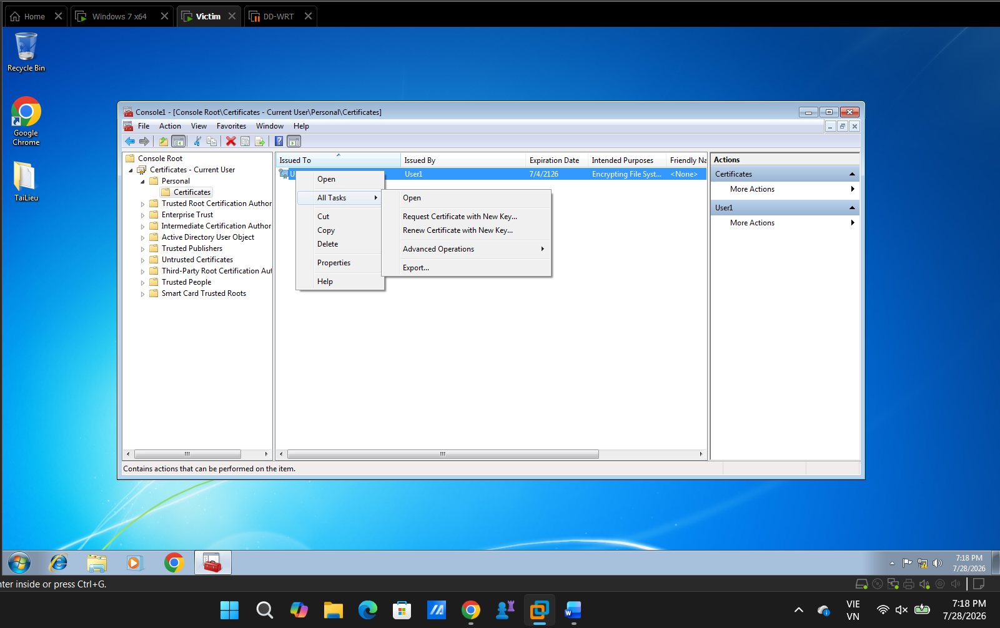 Home
Windows 7 x64
Victim
DD-WRT
Recycle Bin
Google
Chrome
TaiLieu
Console1 - [Console Root\Certificates - Current User\Personal\Certificates]
File Action View Favorites Window Help
Console Root
Certificates - Current User
Personal
Certificates
Trusted Root Certification Author
Enterprise Trust
Intermediate Certification Author
Active Directory User Object
Trusted Publishers
Untrusted Certificates
Third-Party Root Certification Aut
Trusted People
Smart Card Trusted Roots
Issued To Issued By Expiration Date Intended Purposes Friendly Na
U User1 7/4/2126 Encrypting File Syst... <None>
Open
All Tasks
Cut
Copy
Delete
Properties
Help
Open
Request Certificate with New Key...
Renew Certificate with New Key...
Advanced Operations
Export...
Actions
Certificates
More Actions
User1
More Actions
Contains actions that can be performed on the item.
7:18 PM
7/28/2026
nter inside or press Ctrl+G.
VIE
VN
7:18 PM
7/28/2026